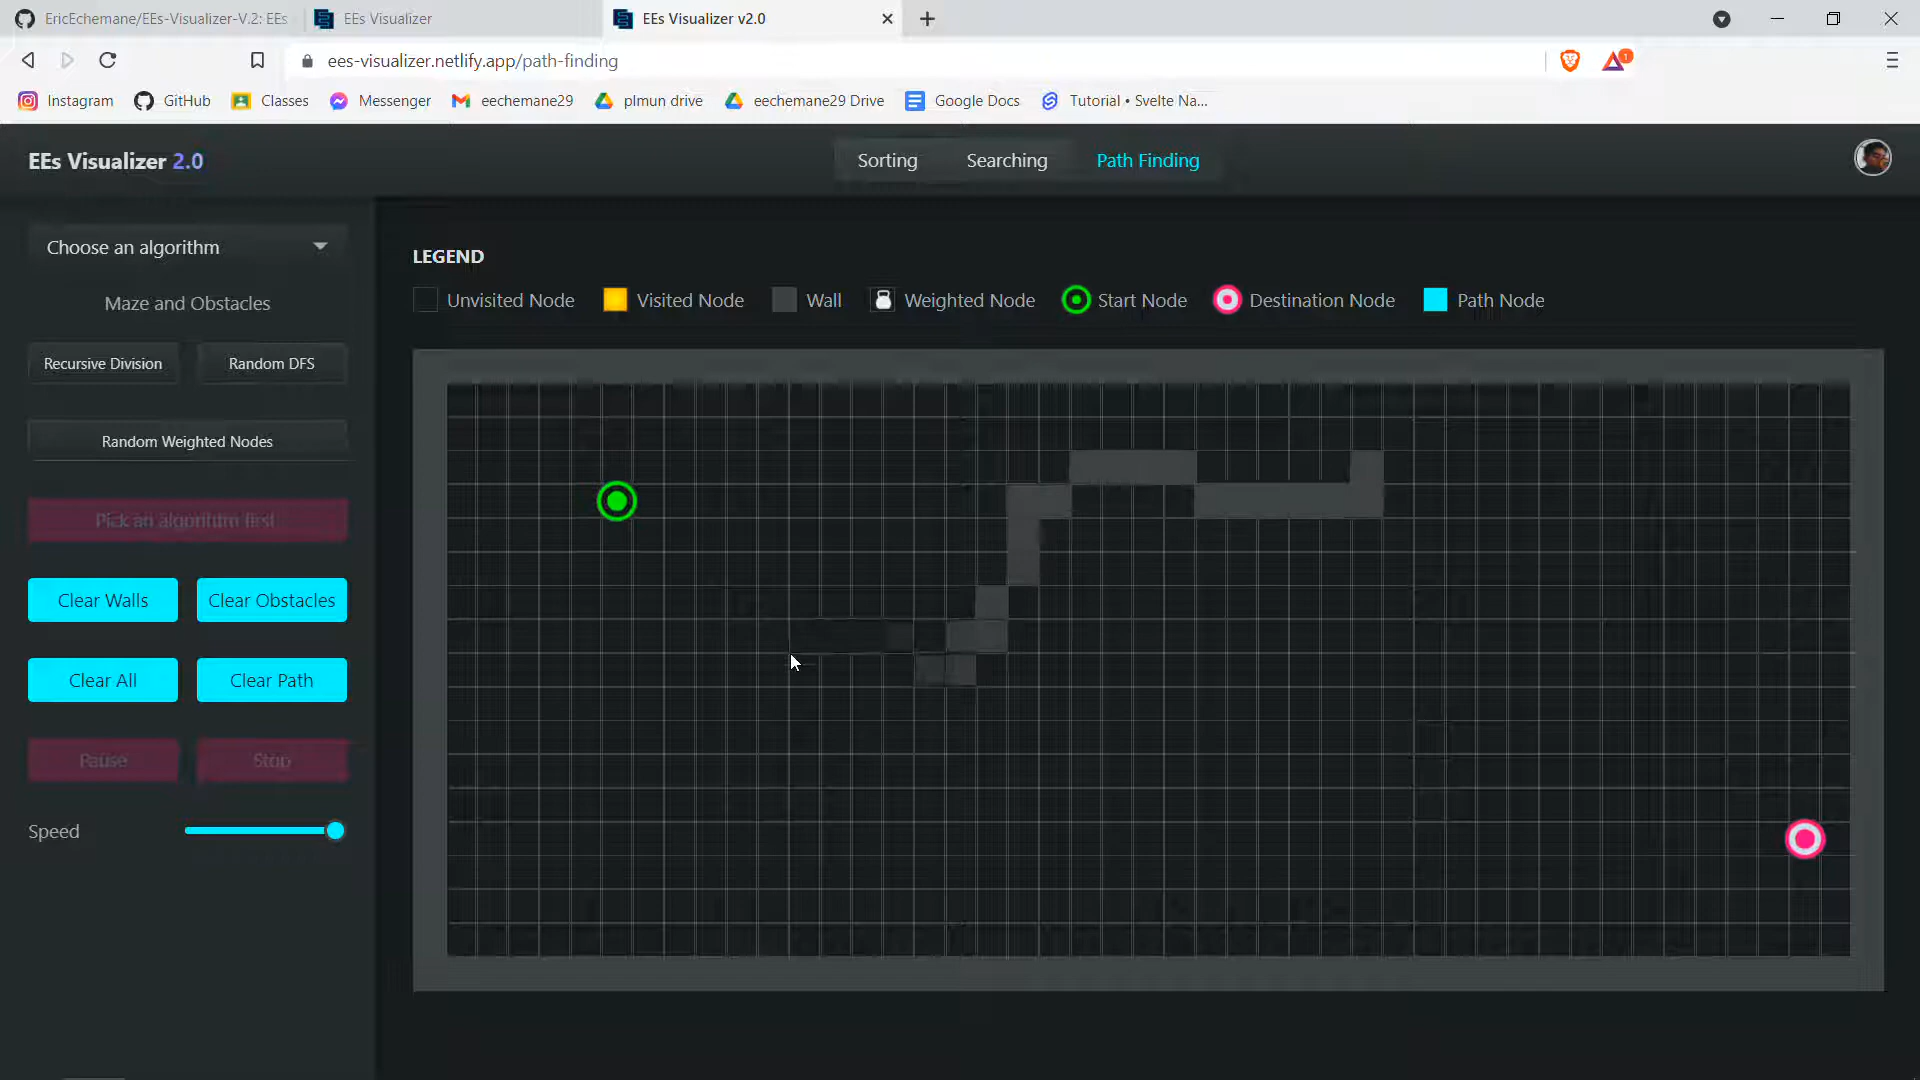 EricEchemane/EEs-Visualizer-V.2: EEs
EEs Visualizer
EEs Visualizer v2.0
ees-visualizer.netlify.app/path-finding
1
Instagram
GitHub
Classes
Messenger
eechemane29
plmun drive
eechemane29 Drive
Google Docs
Tutorial • Svelte Na...
EEs Visualizer 2.0
Sorting
Searching
Path Finding
Choose an algorithm
Maze and Obstacles
Recursive Division
Random DFS
Random Weighted Nodes
Pick an algorithm first
Clear Walls
Clear Obstacles
Clear All
Clear Path
Pause
Stop
Speed
LEGEND
Unvisited Node
Visited Node
Wall
Weighted Node
Start Node
Destination Node
Path Node